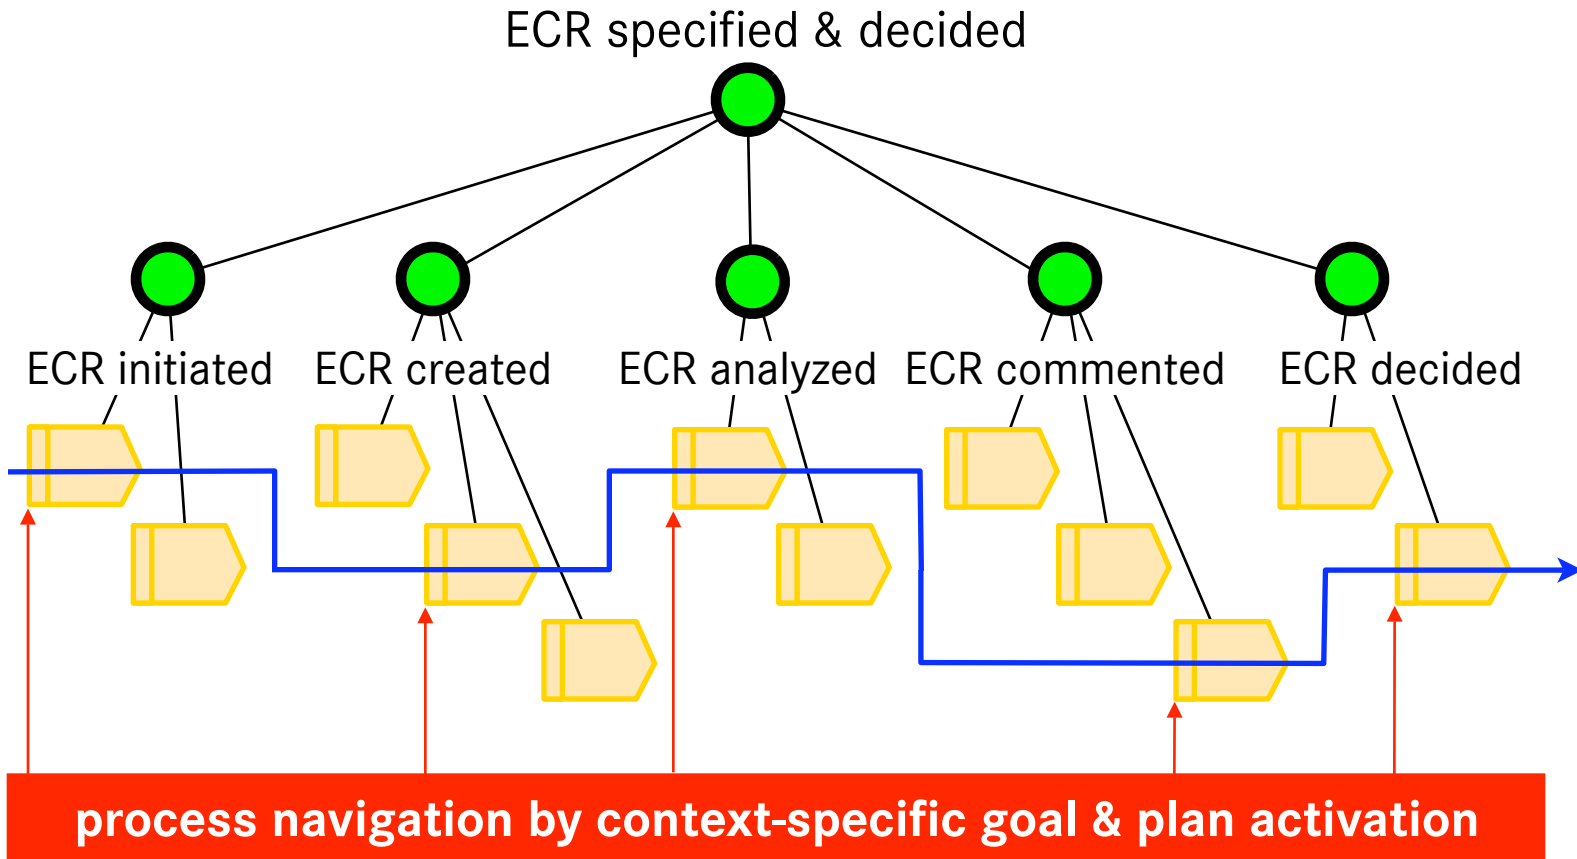 ECR specified & decided
ECR initiated
ECR created
ECR analyzed
ECR commented
ECR decided
process navigation by context-specific goal & plan activation